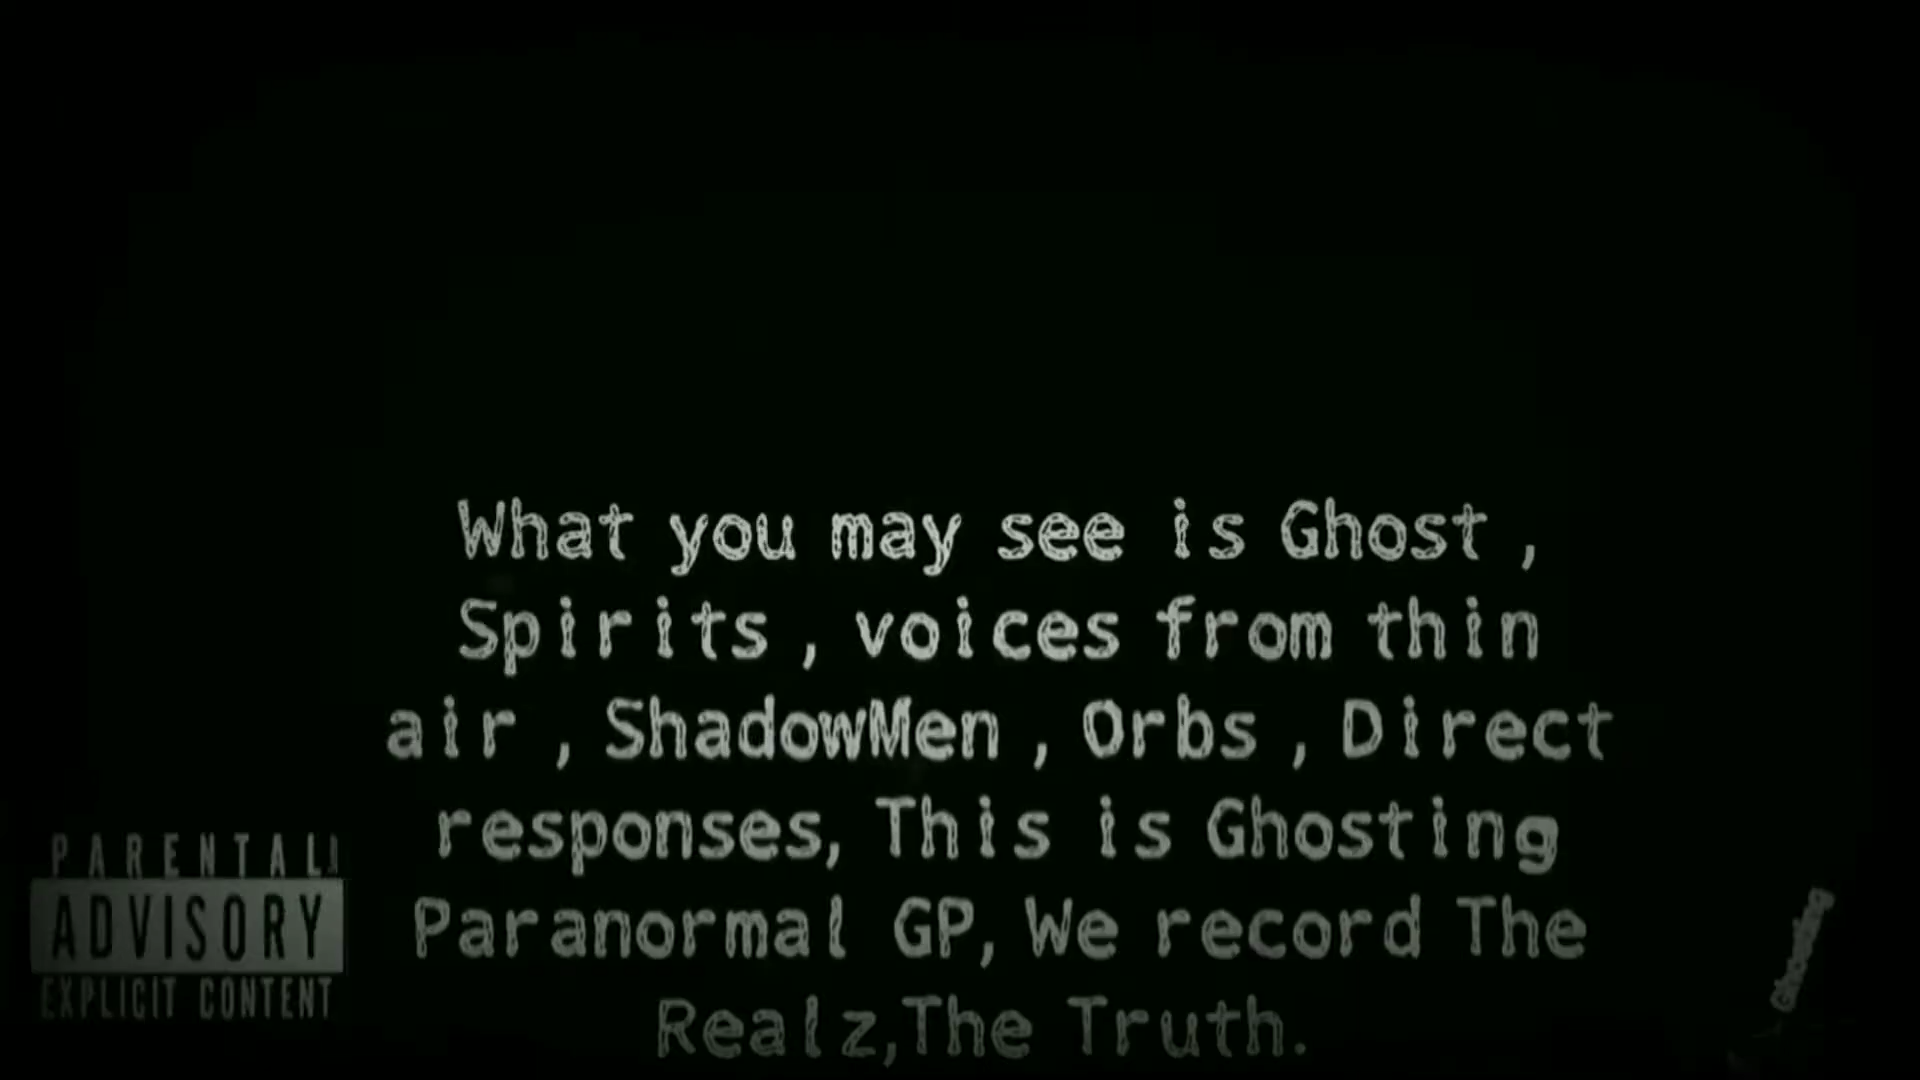 What you may see is Ghost ,
Spirits , voices from thin
air , ShadowMen , Orbs , Direct
responses, This is Ghosting
Paranormal GP, We record The
Realz,The Truth.
PARENTAL
ADVISORY
EXPLICIT CONTENT
Ghosting